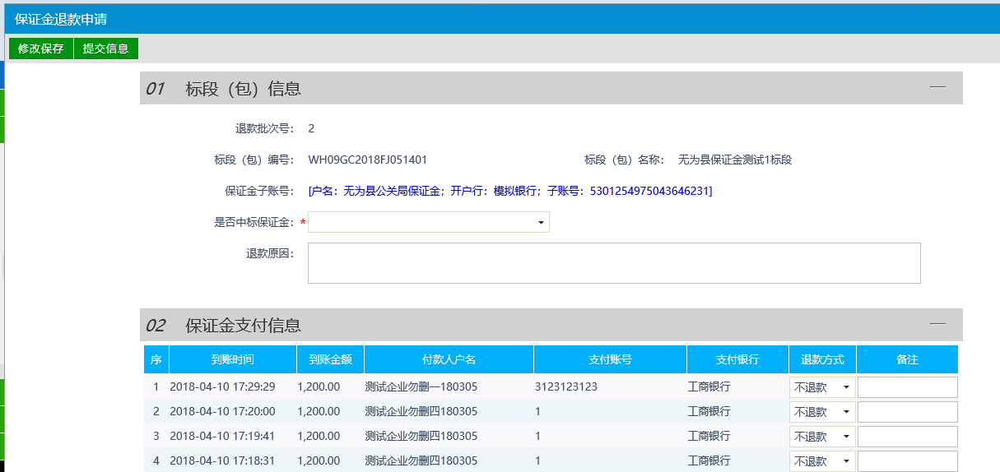 保证金退款申请
修改保存 提交信息
01 标段（包）信息
退款批次号： 2
标段（包）编号： WH09GC2018FJ051401 标段（包）名称： 无为县保证金测试1标段
保证金子账号： [户名：无为县公关局保证金；开户行：模拟银行；子账号：5301254975043646231]
是否中标保证金： *
退款原因：
02 保证金支付信息
序 到账时间 到账金额 付款人户名 支付账号 支付银行 退款方式 备注
1 2018-04-10 17:29:29 1,200.00 测试企业勿删一180305 3123123123 工商银行 不退款
2 2018-04-10 17:20:00 1,200.00 测试企业勿删四180305 1 工商银行 不退款
3 2018-04-10 17:19:41 1,200.00 测试企业勿删四180305 1 工商银行 不退款
4 2018-04-10 17:18:31 1,200.00 测试企业勿删四180305 1 工商银行 不退款